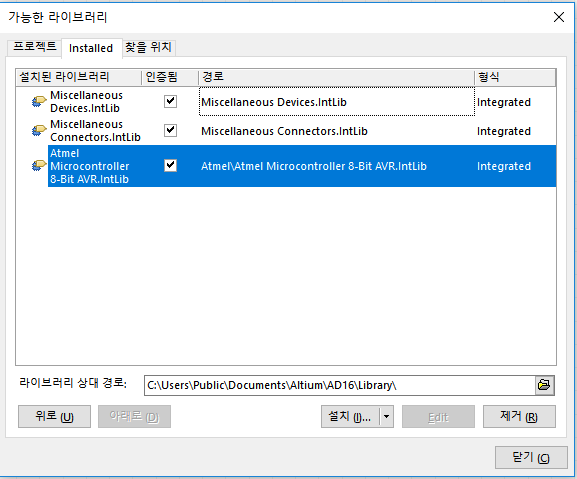 가능한 라이브러리
프로젝트 Installed 찾을 위치
설치된 라이브러리 인증됨 경로 형식
Miscellaneous
Devices.IntLib
Miscellaneous Devices.IntLib Integrated
Miscellaneous
Connectors.IntLib
Miscellaneous Connectors.IntLib Integrated
Atmel
Microcontroller
8-Bit AVR.IntLib
Atmel\Atmel Microcontroller 8-Bit AVR.IntLib Integrated
라이브러리 상대 경로; C:\Users\Public\Documents\Altium\AD16\Library\
위로 (U) 아래로 (D) 설치 (I)... Edit 제거 (R)
닫기 (C)